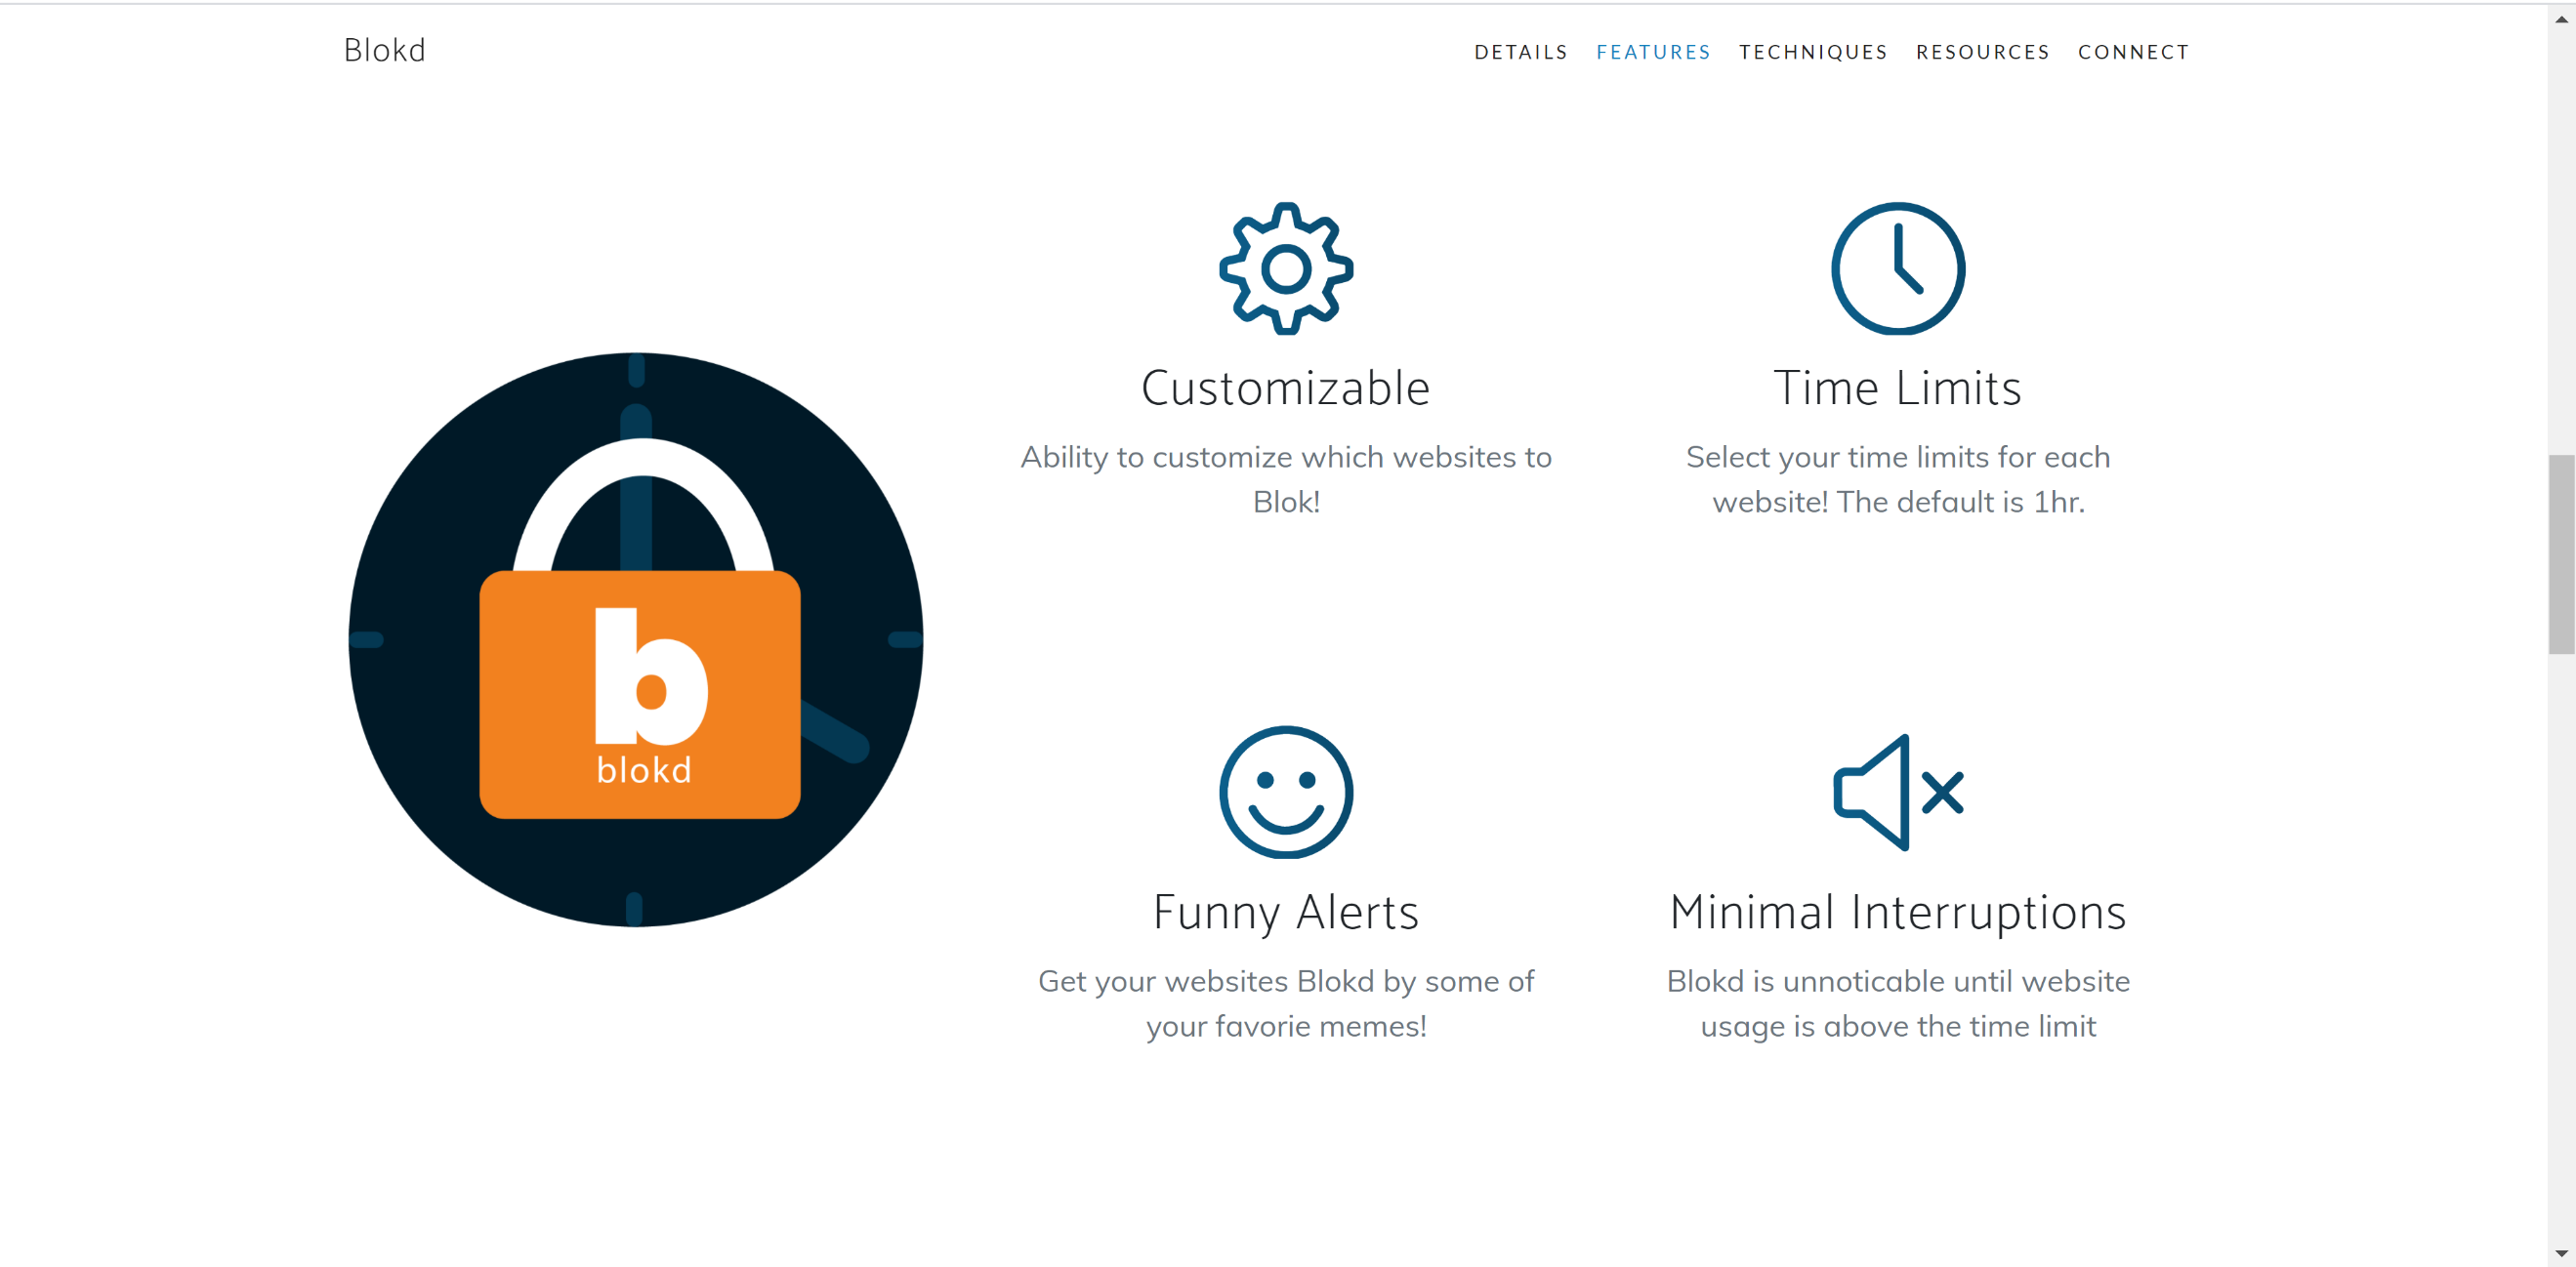 Blokd
DETAILS FEATURES TECHNIQUES RESOURCES CONNECT
Customizable
Ability to customize which websites to
Blok!
Time Limits
Select your time limits for each
website! The default is 1hr.
b
blokd
Funny Alerts
Get your websites Blokd by some of
your favorie memes!
Minimal Interruptions
Blokd is unnoticable until website
usage is above the time limit